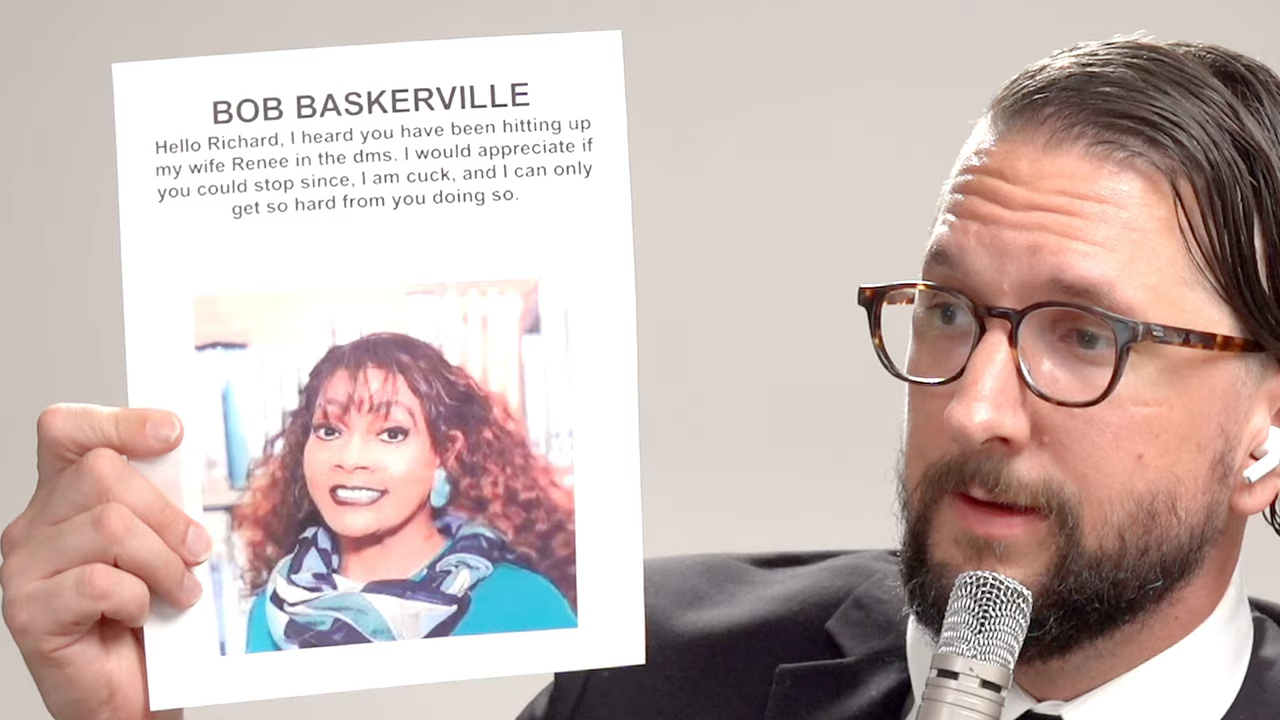 BOB BASKERVILLE
Hello Richard, I heard you have been hitting up
my wife Renee in the dms. I would appreciate if
you could stop since, I am cuck, and I can only
get so hard from you doing so.